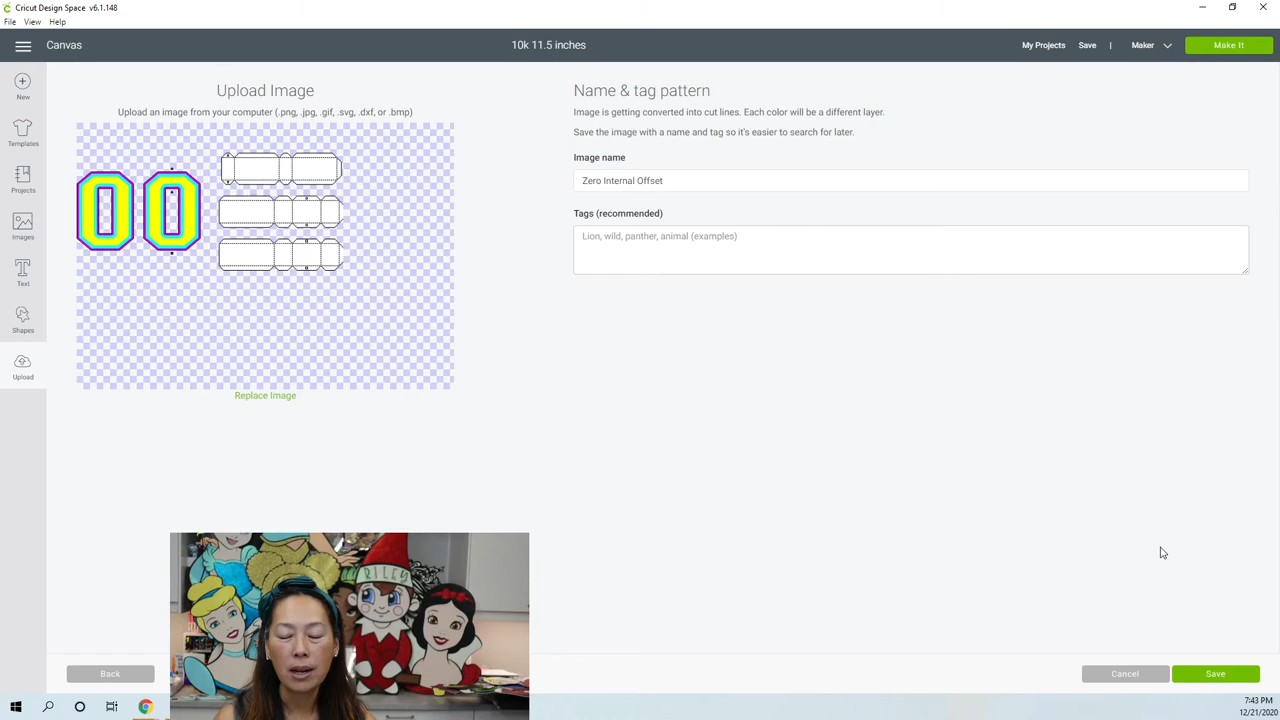 Cricut Design Space v6.1.148
File View Help
Canvas
10k 11.5 inches
My Projects Save | Maker Make It
New
Templates
Projects
Images
Text
Shapes
Upload
Upload Image
Upload an image from your computer (.png, .jpg, .gif, .svg, .dxf, or .bmp)
Replace Image
Name & tag pattern
Image is getting converted into cut lines. Each color will be a different layer.
Save the image with a name and tag so it's easier to search for later.
Image name
Zero Internal Offset
Tags (recommended)
Lion, wild, panther, animal (examples)
00
RILEY
Back
Cancel
Save
7:43 PM
12/21/2020